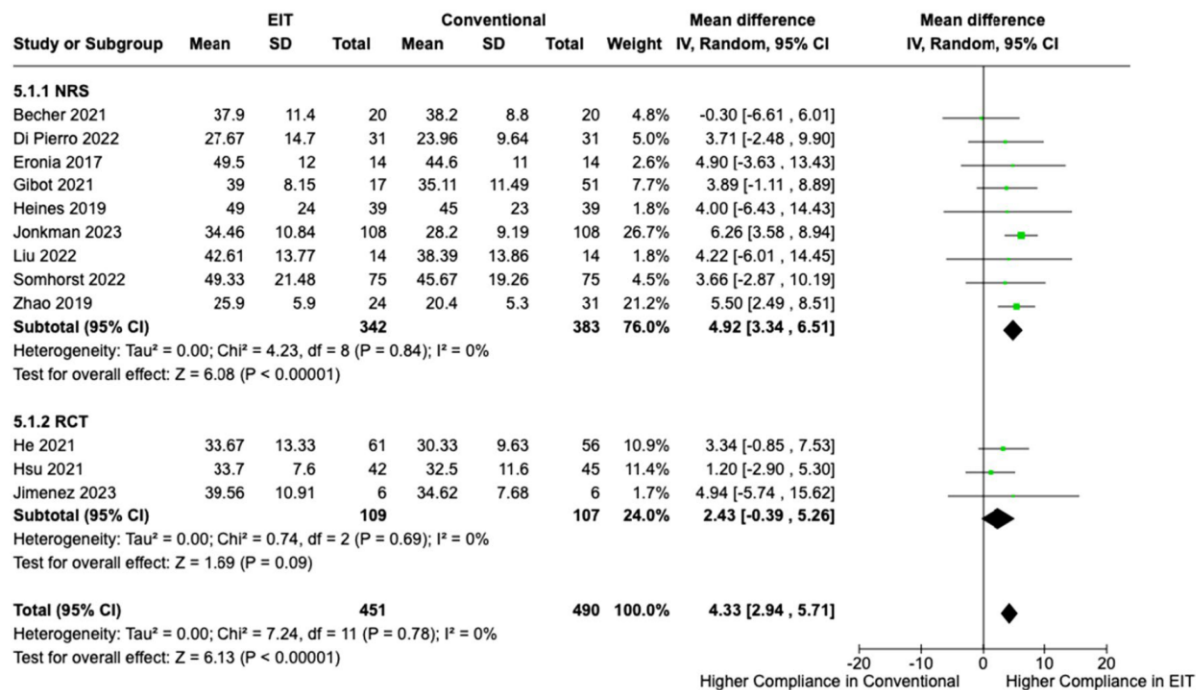 EIT Conventional Mean difference Mean difference
Study or Subgroup Mean SD Total Mean SD Total Weight IV, Random, 95% CI IV, Random, 95% CI
5.1.1 NRS
Becher 2021 37.9 11.4 20 38.2 8.8 20 4.8% -0.30 [-6.61 , 6.01]
Di Pierro 2022 27.67 14.7 31 23.96 9.64 31 5.0% 3.71 [-2.48 , 9.90]
Eronia 2017 49.5 12 14 44.6 11 14 2.6% 4.90 [-3.63 , 13.43]
Gibot 2021 39 8.15 17 35.11 11.49 51 7.7% 3.89 [-1.11 , 8.89]
Heines 2019 49 24 39 45 23 39 1.8% 4.00 [-6.43 , 14.43]
Jonkman 2023 34.46 10.84 108 28.2 9.19 108 26.7% 6.26 [3.58 , 8.94]
Liu 2022 42.61 13.77 14 38.39 13.86 14 1.8% 4.22 [-6.01 , 14.45]
Somhorst 2022 49.33 21.48 75 45.67 19.26 75 4.5% 3.66 [-2.87 , 10.19]
Zhao 2019 25.9 5.9 24 20.4 5.3 31 21.2% 5.50 [2.49 , 8.51]
Subtotal (95% CI) 342 383 76.0% 4.92 [3.34 , 6.51]
Heterogeneity: Tau² = 0.00; Chi² = 4.23, df = 8 (P = 0.84); I² = 0%
Test for overall effect: Z = 6.08 (P < 0.00001)
5.1.2 RCT
He 2021 33.67 13.33 61 30.33 9.63 56 10.9% 3.34 [-0.85 , 7.53]
Hsu 2021 33.7 7.6 42 32.5 11.6 45 11.4% 1.20 [-2.90 , 5.30]
Jimenez 2023 39.56 10.91 6 34.62 7.68 6 1.7% 4.94 [-5.74 , 15.62]
Subtotal (95% CI) 109 107 24.0% 2.43 [-0.39 , 5.26]
Heterogeneity: Tau² = 0.00; Chi² = 0.74, df = 2 (P = 0.69); I² = 0%
Test for overall effect: Z = 1.69 (P = 0.09)
Total (95% CI) 451 490 100.0% 4.33 [2.94 , 5.71]
Heterogeneity: Tau² = 0.00; Chi² = 7.24, df = 11 (P = 0.78); I² = 0%
Test for overall effect: Z = 6.13 (P < 0.00001)
-20 -10 0 10 20
Higher Compliance in Conventional Higher Compliance in EIT